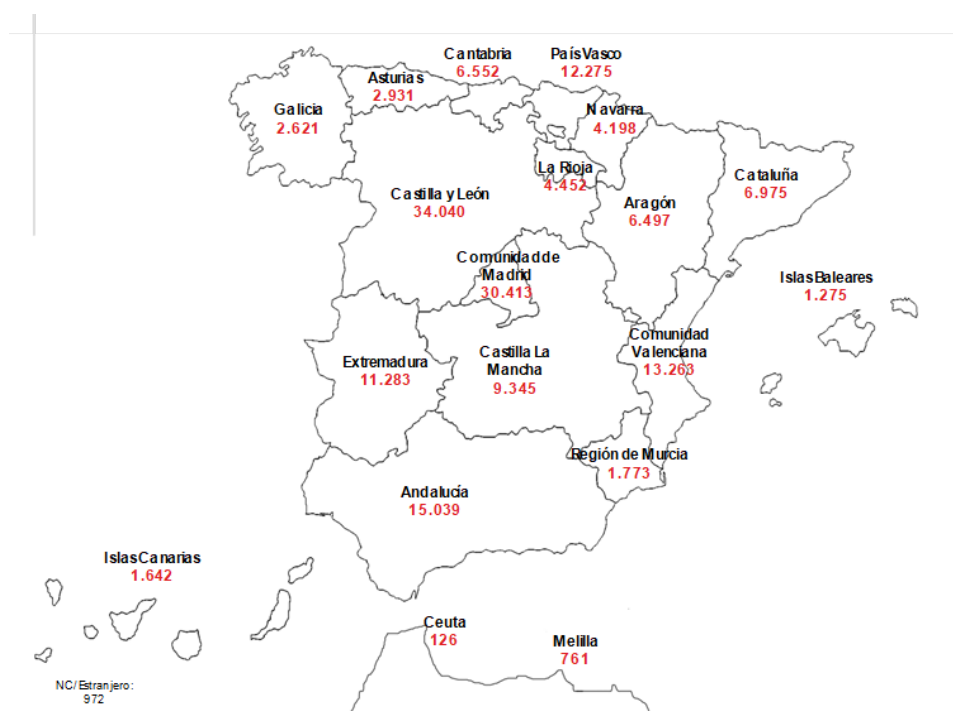 Cantabria
6.552
País Vasco
12.275
Asturias
2.931
Galicia
2.621
Navarra
4.198
La Rioja
4.452
Cataluña
6.975
Castilla y León
34.040
Aragón
6.497
Comunidad de
Madrid
30.413
Islas Baleares
1.275
Comunidad
Valenciana
13.263
Extremadura
11.283
Castilla La
Mancha
9.345
Región de Murcia
1.773
Andalucía
15.039
Islas Canarias
1.642
Ceuta
126
Melilla
761
NC/Estranjero:
972